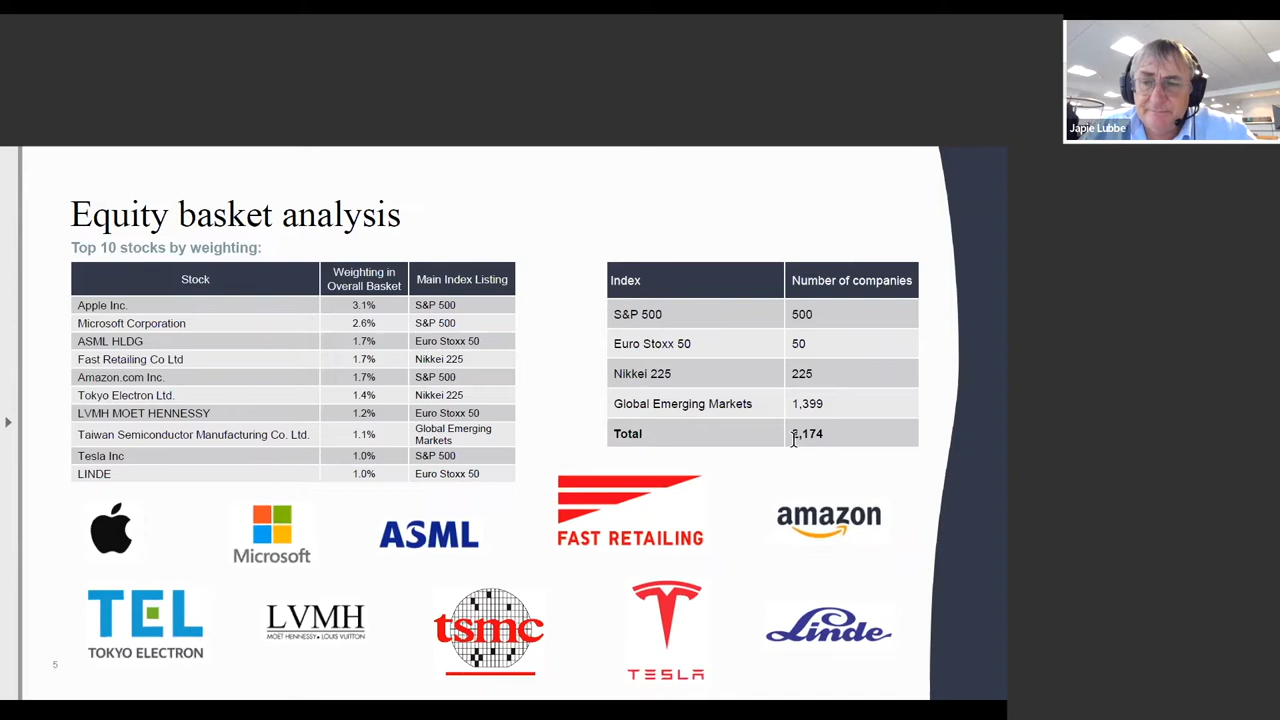 Japie Lubbe
Equity basket analysis
Top 10 stocks by weighting:
Stock
Weighting in
Overall Basket
Main Index Listing
Apple Inc. 3.1% S&P 500
Microsoft Corporation 2.6% S&P 500
ASML HLDG 1.7% Euro Stoxx 50
Fast Retailing Co Ltd 1.7% Nikkei 225
Amazon.com Inc. 1.7% S&P 500
Tokyo Electron Ltd. 1.4% Nikkei 225
LVMH MOET HENNESSY 1.2% Euro Stoxx 50
Taiwan Semiconductor Manufacturing Co. Ltd. 1.1% Global Emerging
Markets
Tesla Inc 1.0% S&P 500
LINDE 1.0% Euro Stoxx 50
Index Number of companies
S&P 500 500
Euro Stoxx 50 50
Nikkei 225 225
Global Emerging Markets 1,399
Total 2,174
Microsoft
ASML
FAST RETAILING
amazon
TEL
TOKYO ELECTRON
LVMH
MOET HENNESSY • LOUIS VUITTON
tsmc
TESLA
Linde
5